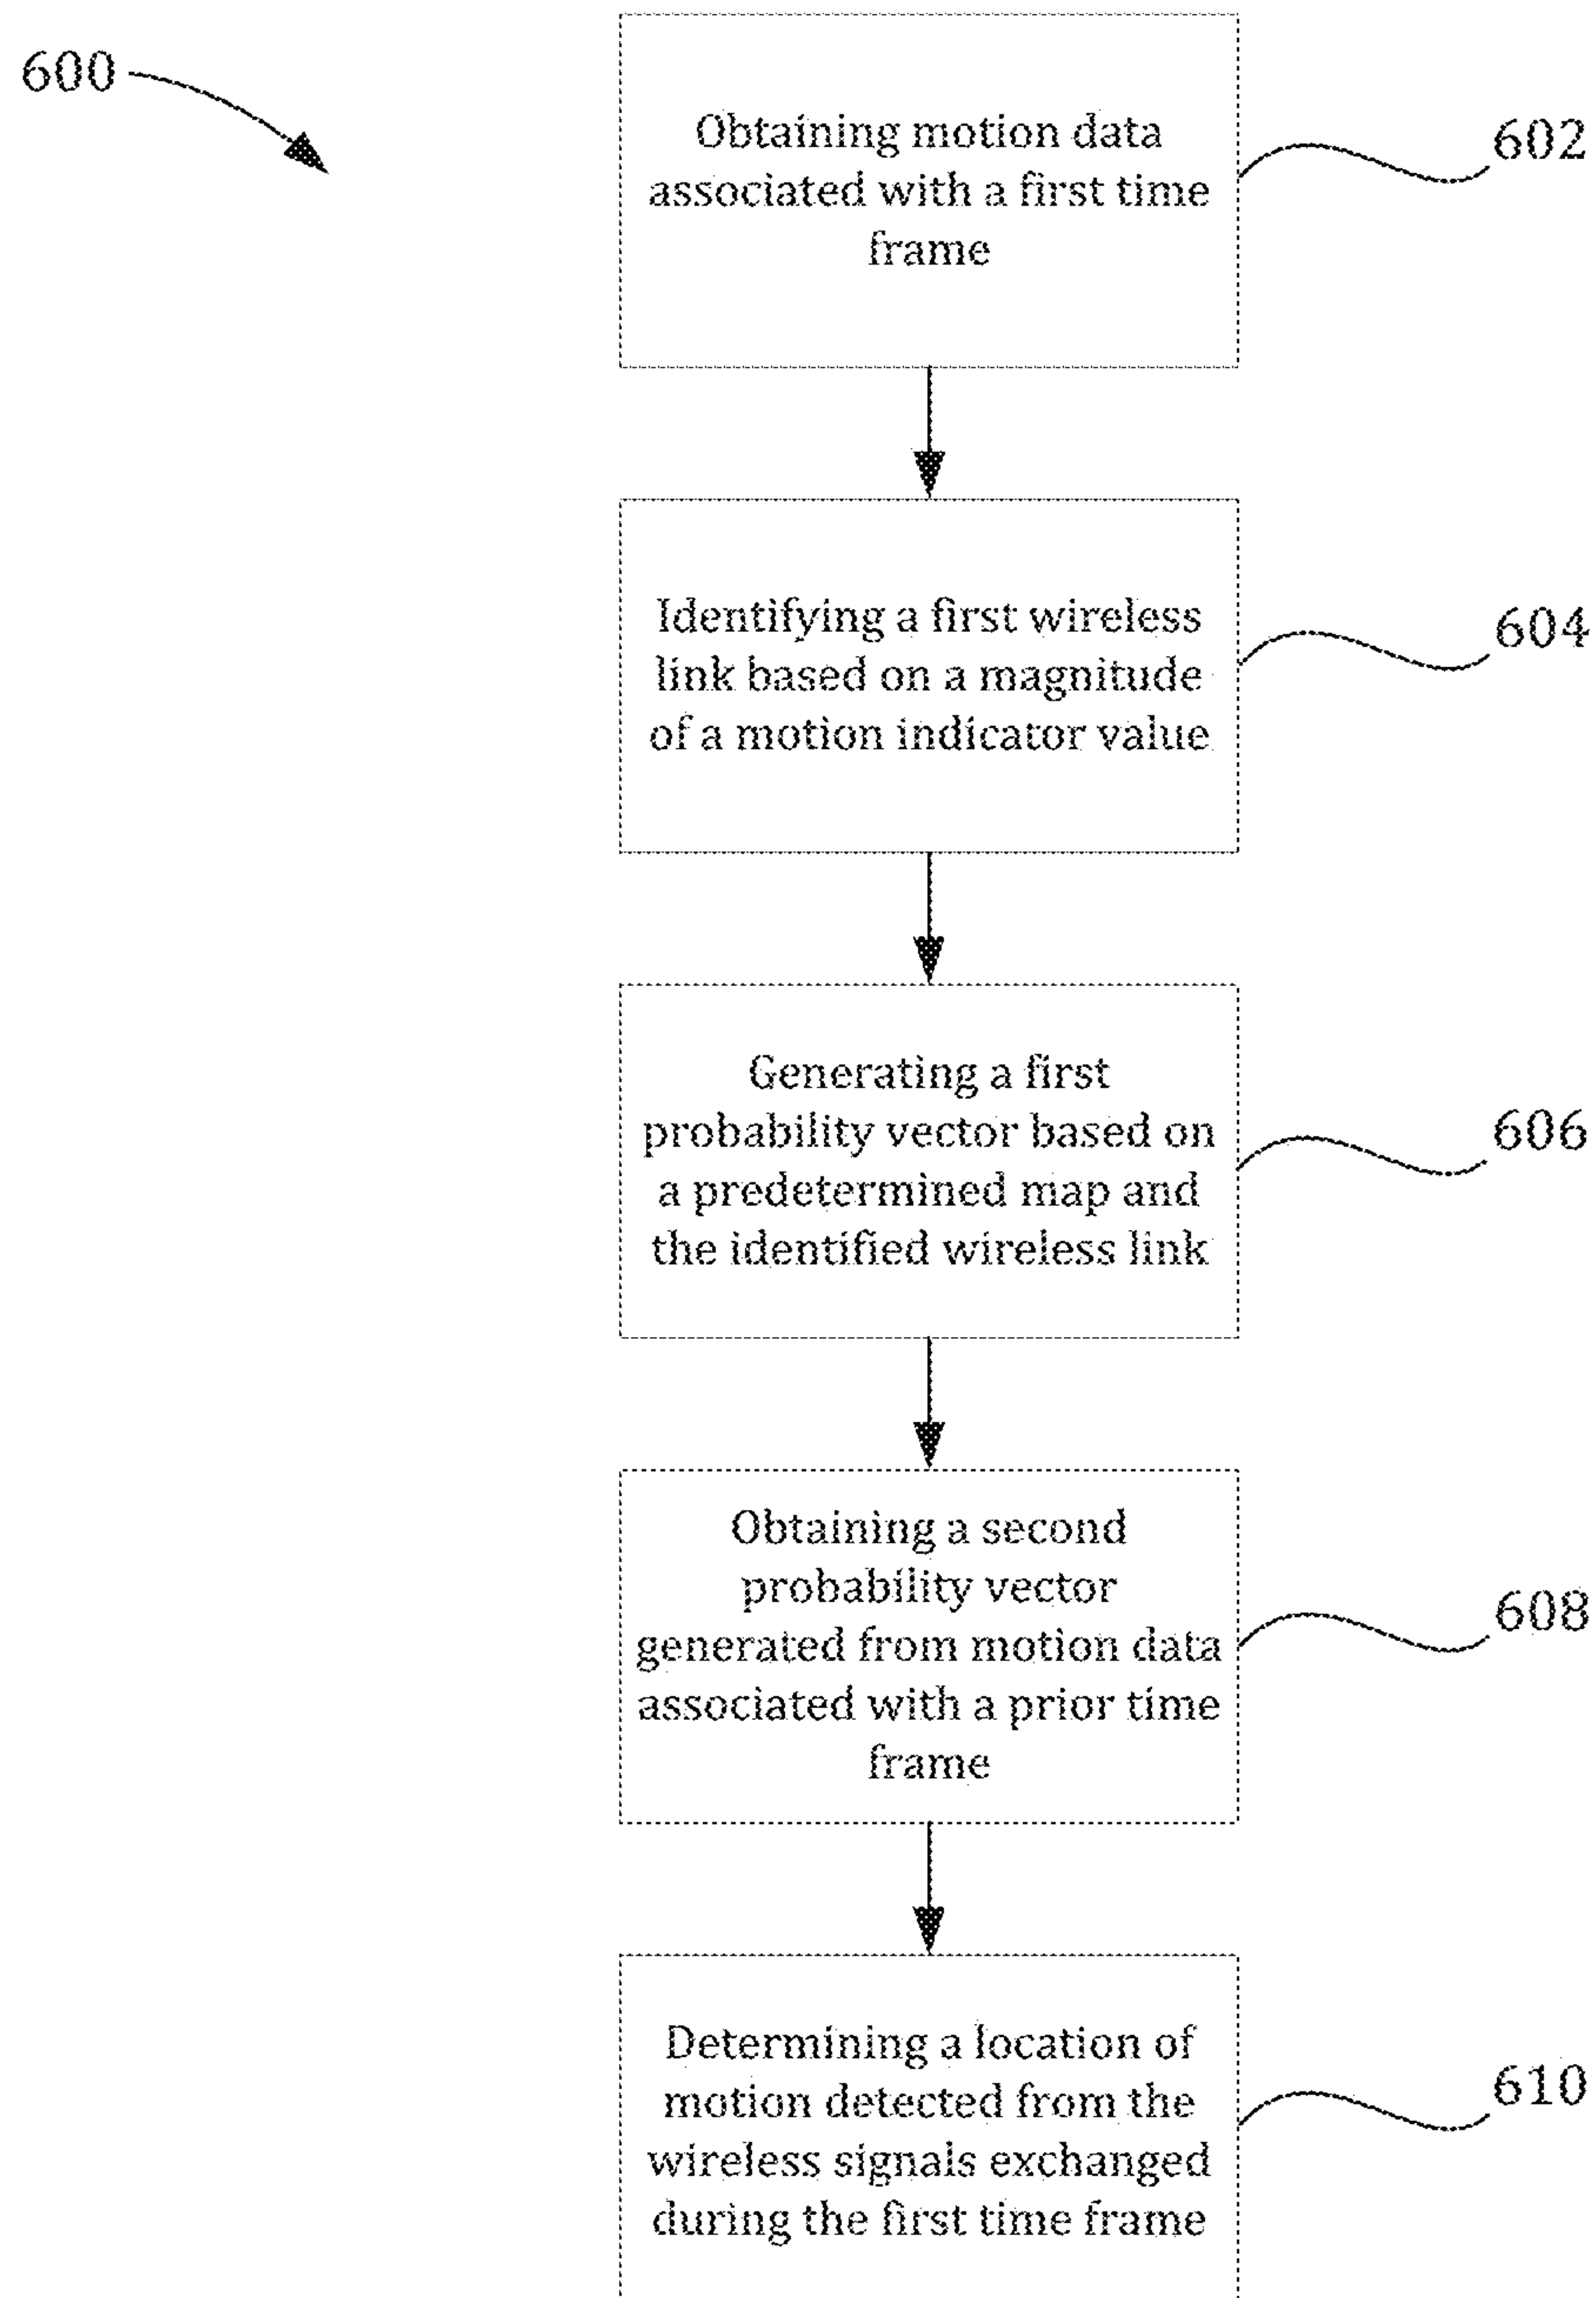 600
Obtaining motion data
associated with a first time
frame
602
Identifying a first wireless
link based on a magnitude
of a motion indicator value
604
Generating a first
probability vector based on
a predetermined map and
the identified wireless link
606
Obtaining a second
probability vector
generated from motion data
associated with a prior time
frame
608
Determining a location of
motion detected from the
wireless signals exchanged
during the first time frame
610